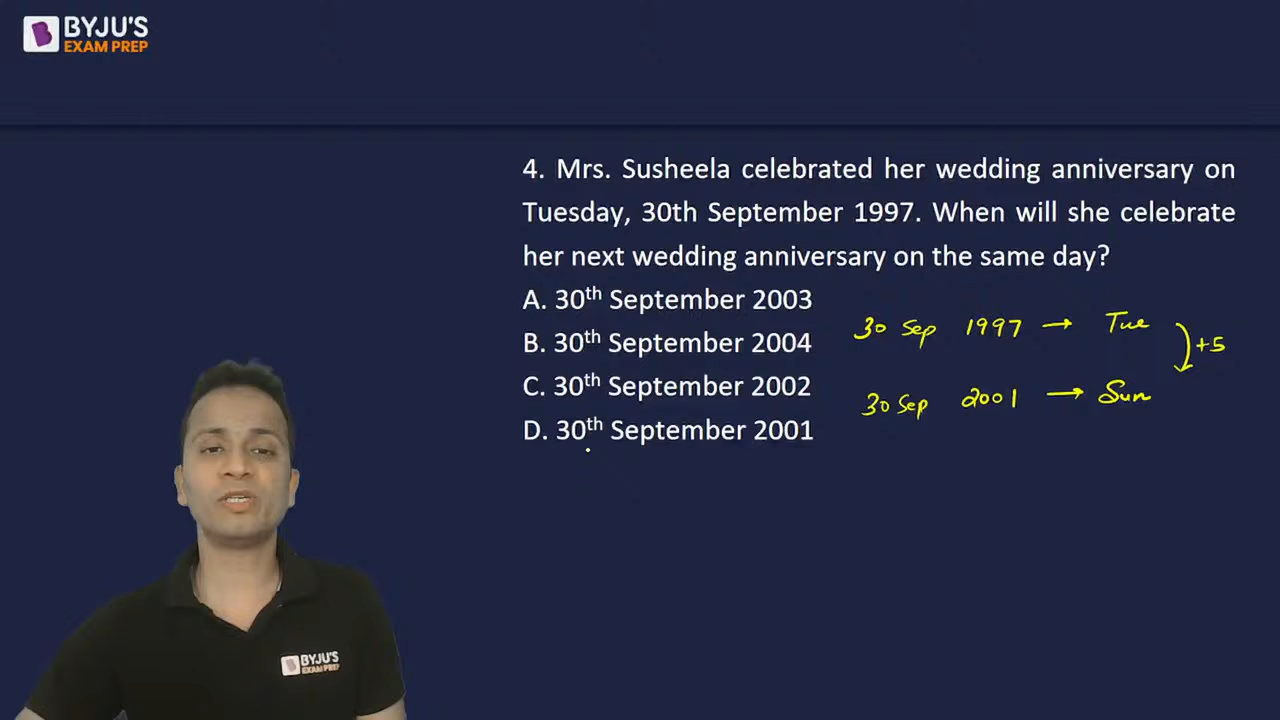 BYJU'S
EXAM PREP
4. Mrs. Susheela celebrated her wedding anniversary on
Tuesday, 30th September 1997. When will she celebrate
her next wedding anniversary on the same day?
A. 30th September 2003
B. 30th September 2004
C. 30th September 2002
D. 30th September 2001
30 Sep 1997 → Tue
+5
30 Sep 2001 → Sun
BYJU'S
EXAM PREP